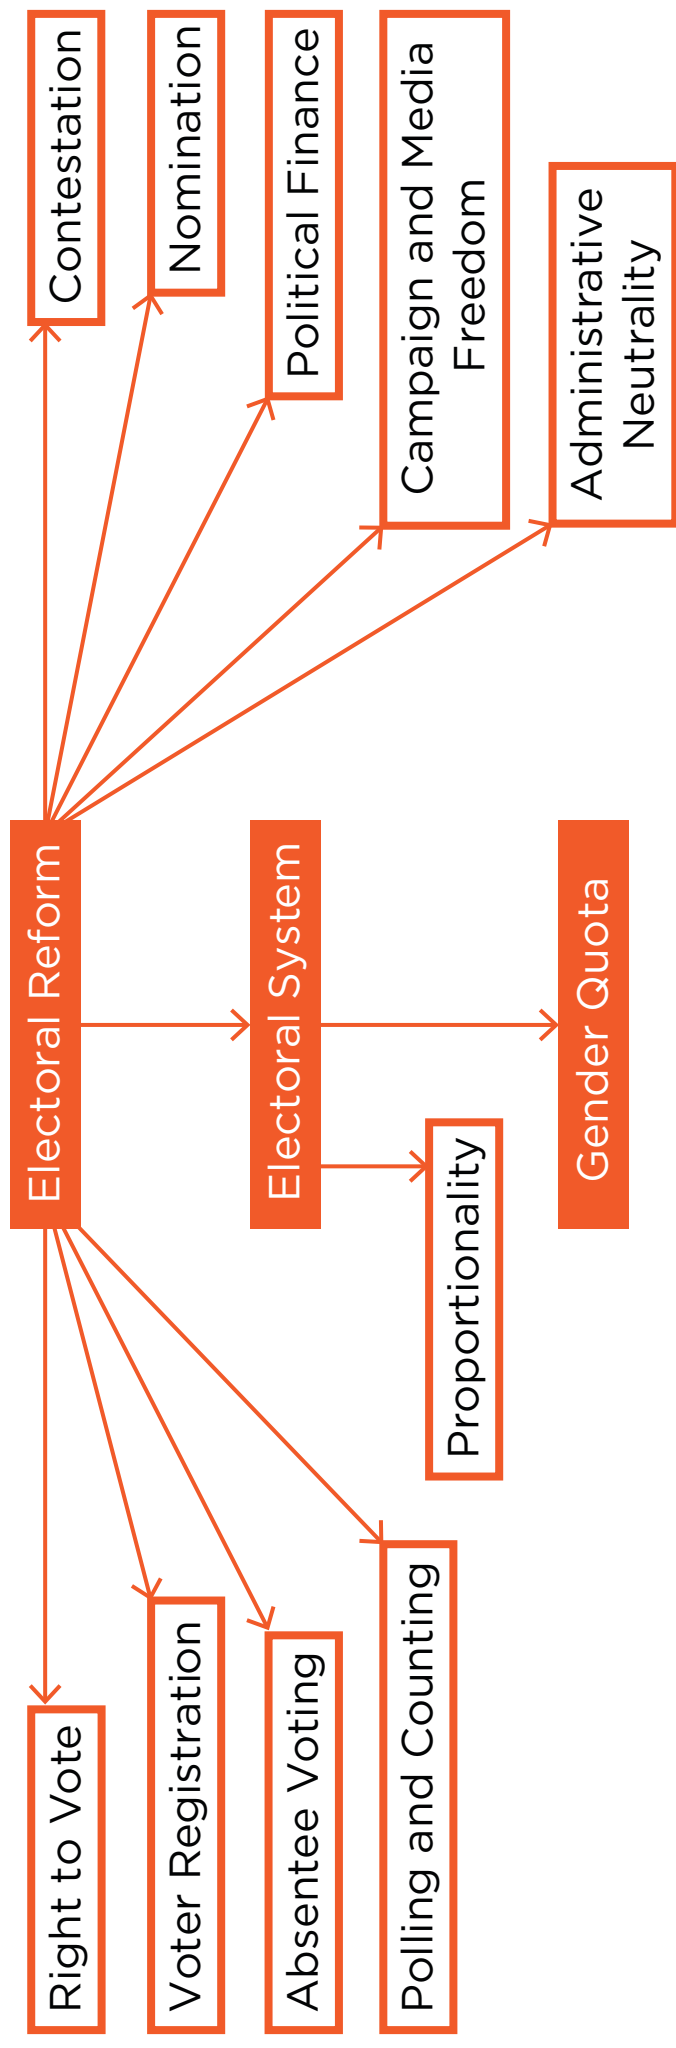 Electoral Reform
Right to Vote
Voter Registration
Absentee Voting
Polling and Counting
Electoral System
Proportionality
Gender Quota
Contestation
Nomination
Political Finance
Campaign and Media
Freedom
Administrative
Neutrality